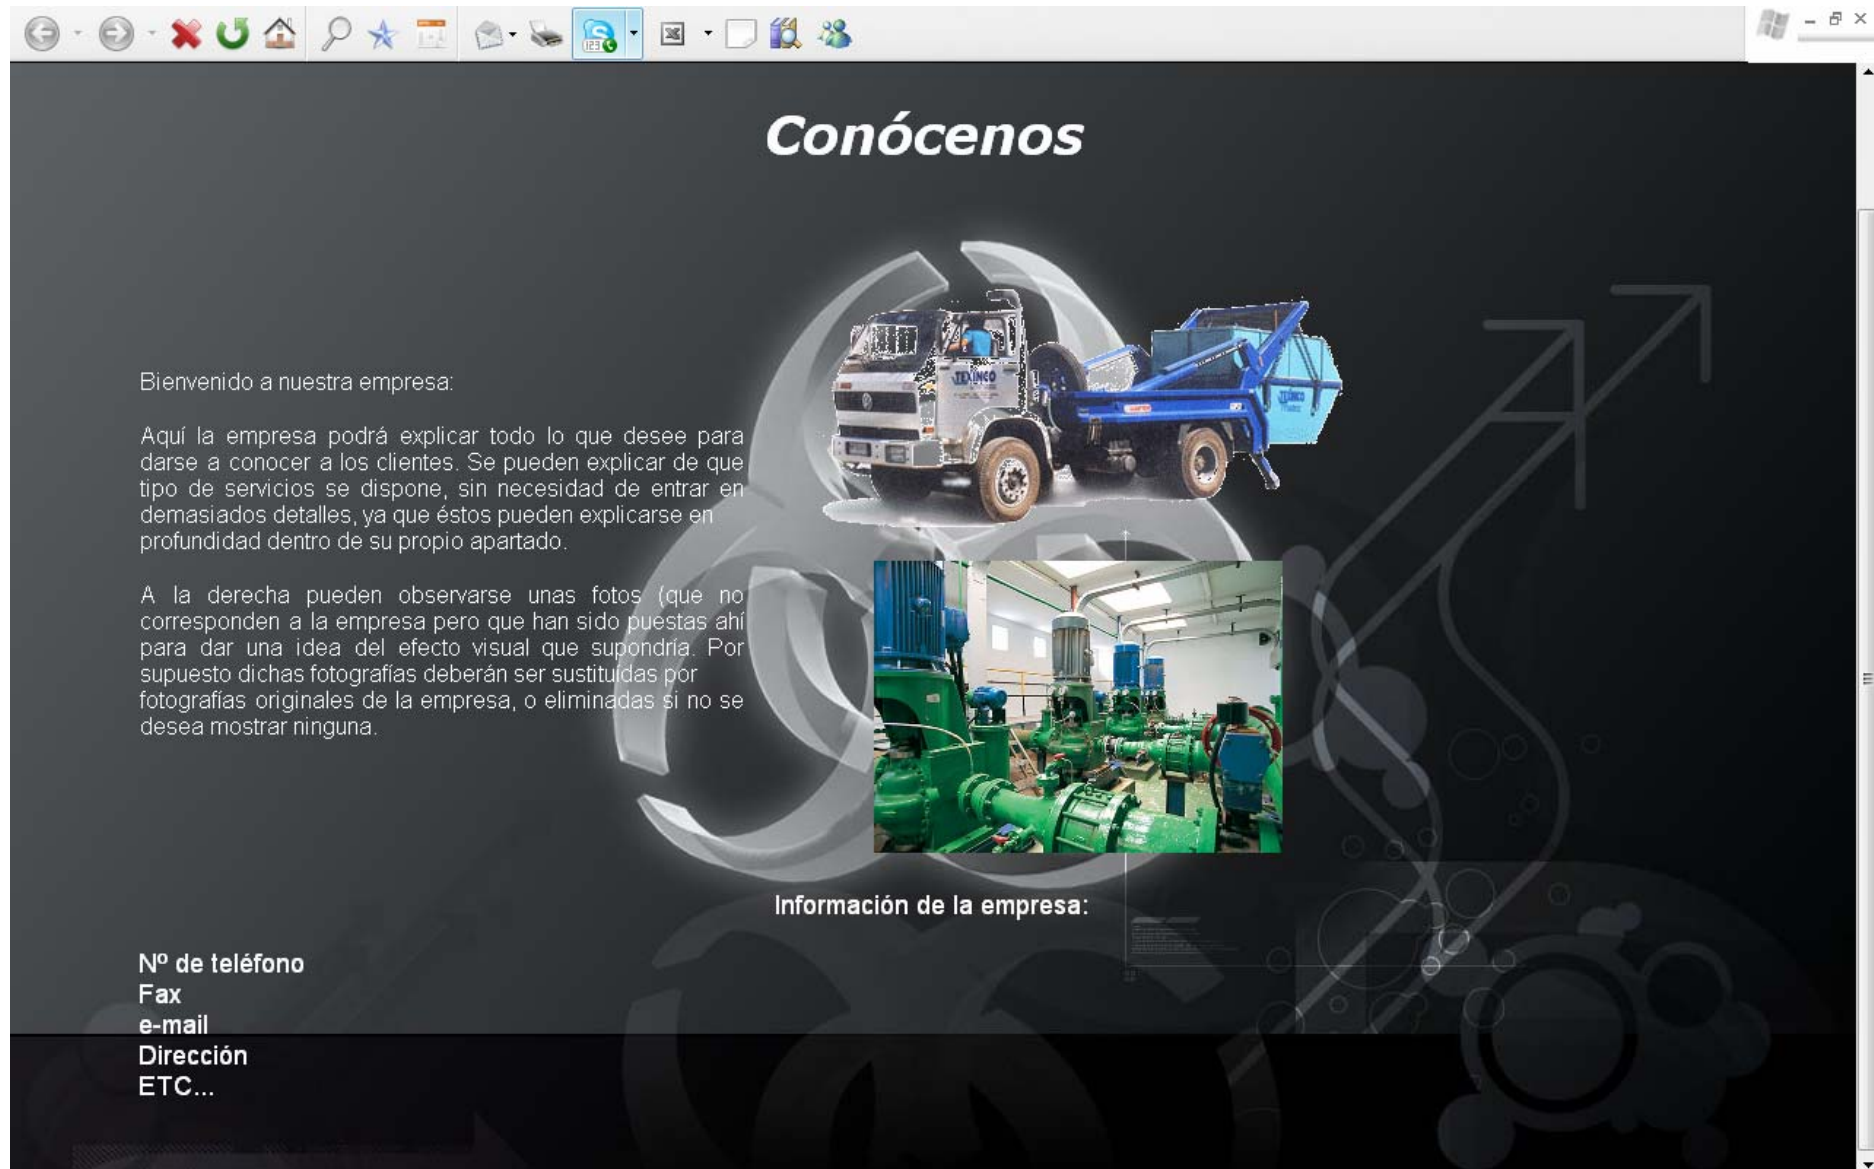 Conócenos
Bienvenido a nuestra empresa:
Aquí la empresa podrá explicar todo lo que desee para
darse a conocer a los clientes. Se pueden explicar de que
tipo de servicios se dispone, sin necesidad de entrar en
demasiados detalles, ya que éstos pueden explicarse en
profundidad dentro de su propio apartado.
A la derecha pueden observarse unas fotos (que no
corresponden a la empresa pero que han sido puestas ahí
para dar una idea del efecto visual que supondría. Por
supuesto dichas fotografías deberán ser sustituídas por
fotografías originales de la empresa, o eliminadas si no se
desea mostrar ninguna.
TEXINCO
TEXINCO
Información de la empresa:
Nº de teléfono
Fax
e-mail
Dirección
ETC...